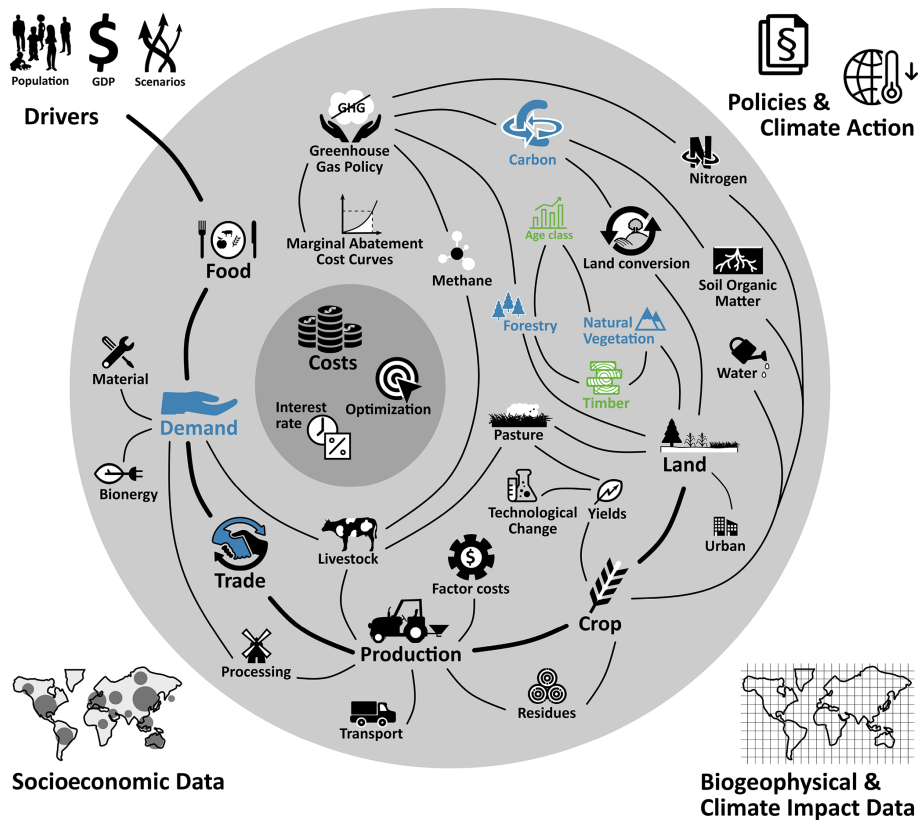 Population
GDP
Scenarios
Drivers
§
Policies &
Climate Action
GHG
Greenhouse
Gas Policy
Carbon
N
Nitrogen
Marginal Abatement
Cost Curves
Age class
Land conversion
Food
Methane
Soil Organic
Matter
Forestry
Natural
Vegetation
Costs
Water
Material
Timber
Interest
rate
%
Optimization
Demand
Pasture
Land
Bionergy
Technological
Change
Yields
Urban
Livestock
Trade
$
Factor costs
Crop
Production
Processing
Residues
Transport
Socioeconomic Data
Biogeophysical &
Climate Impact Data